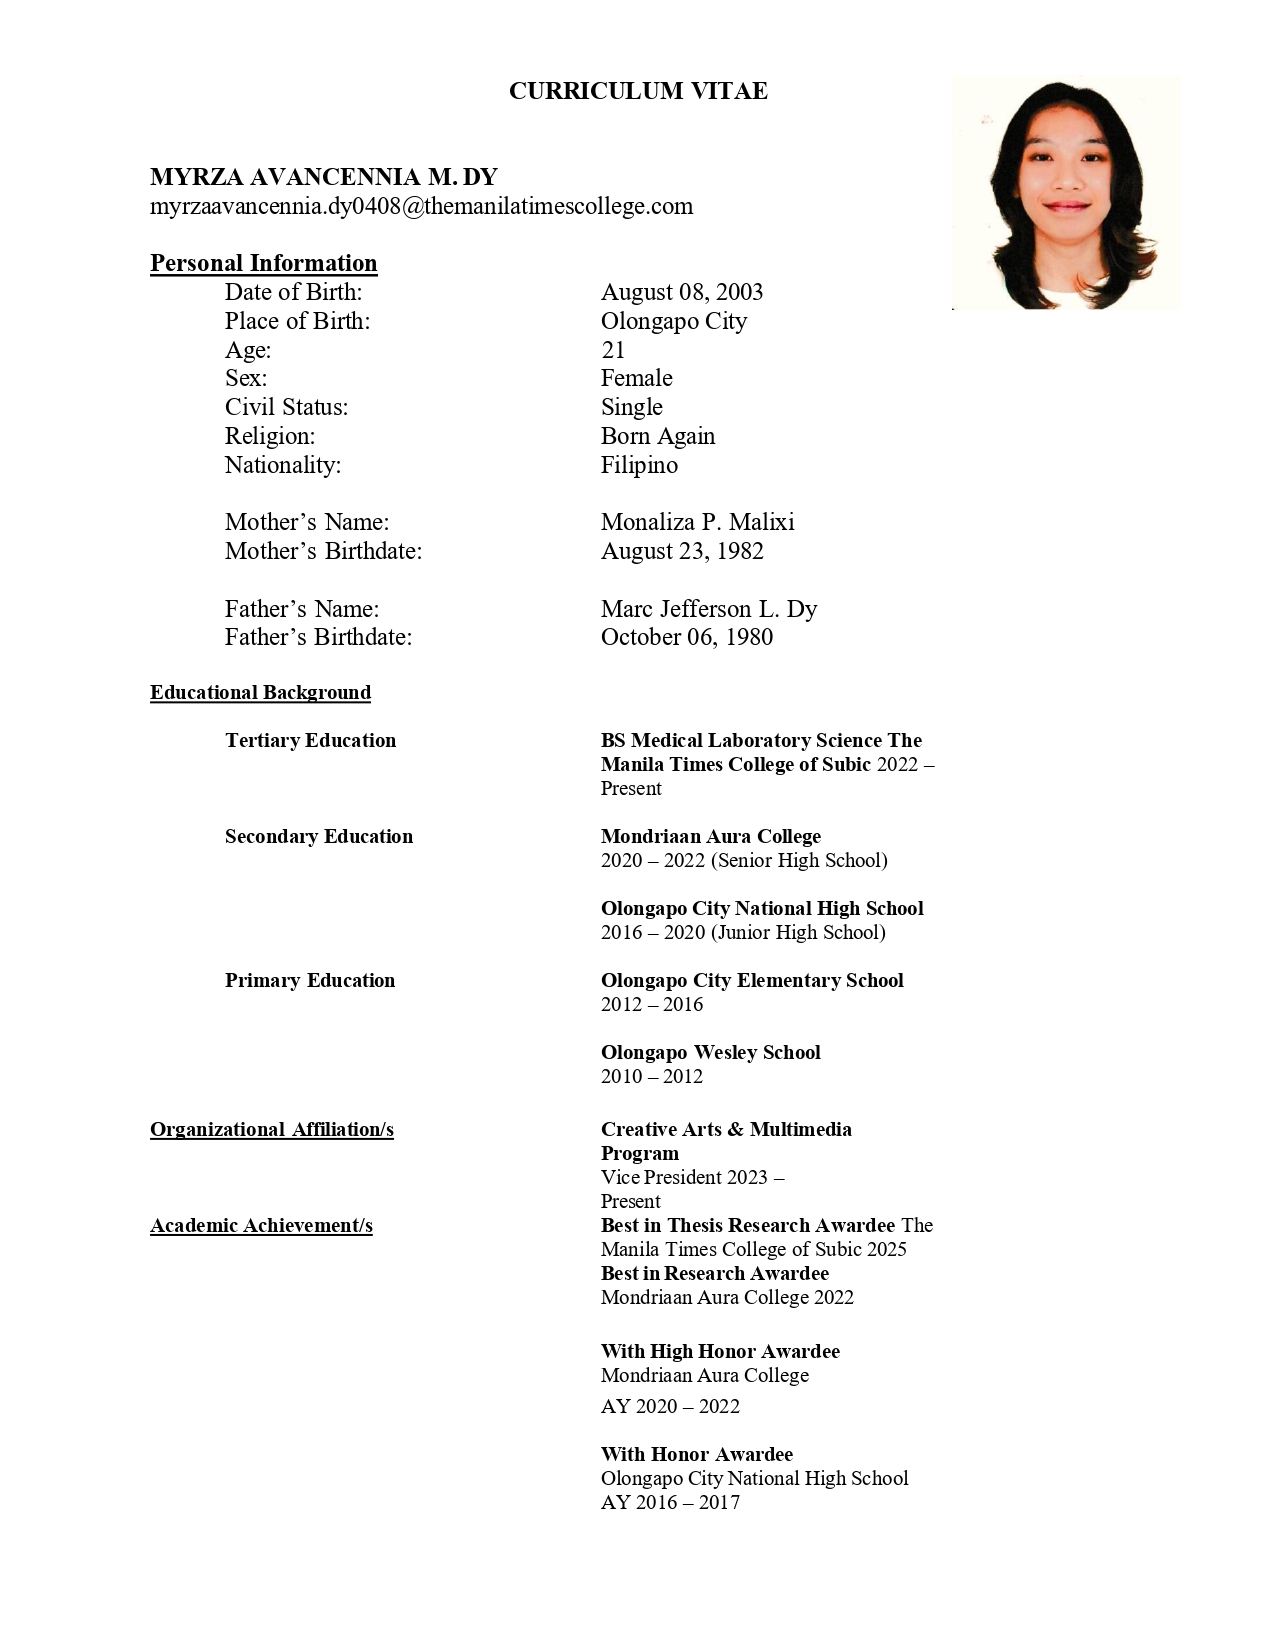 CURRICULUM VITAE
MYRZA AVANCENNIA M. DY
myrzaavancennia.dy0408@themanilatimescollege.com
Personal Information
Date of Birth: August 08, 2003
Place of Birth: Olongapo City
Age: 21
Sex: Female
Civil Status: Single
Religion: Born Again
Nationality: Filipino
Mother’s Name: Monaliza P. Malixi
Mother’s Birthdate: August 23, 1982
Father’s Name: Marc Jefferson L. Dy
Father’s Birthdate: October 06, 1980
Educational Background
Tertiary Education BS Medical Laboratory Science The
Manila Times College of Subic 2022 –
Present
Secondary Education Mondriaan Aura College
2020 – 2022 (Senior High School)
Olongapo City National High School
2016 – 2020 (Junior High School)
Primary Education Olongapo City Elementary School
2012 – 2016
Olongapo Wesley School
2010 – 2012
Organizational Affiliation/s Creative Arts & Multimedia
Program
Vice President 2023 –
Present
Academic Achievement/s Best in Thesis Research Awardee The
Manila Times College of Subic 2025
Best in Research Awardee
Mondriaan Aura College 2022
With High Honor Awardee
Mondriaan Aura College
AY 2020 – 2022
With Honor Awardee
Olongapo City National High School
AY 2016 – 2017